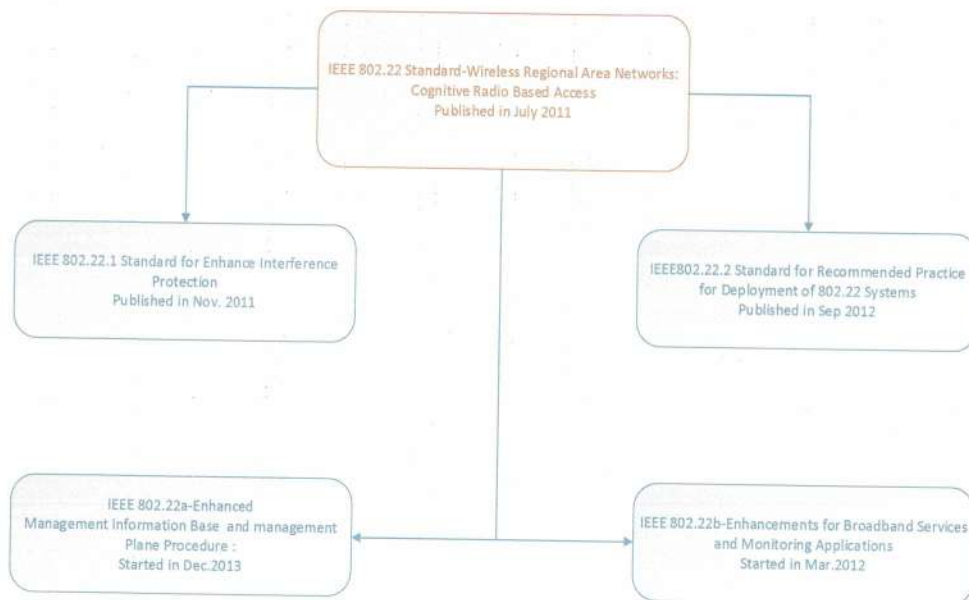 IEEE 802.22 Standard-Wireless Regional Area Networks:
Cognitive Radio Based Access
Published in July 2011
IEEE 802.22.1 Standard for Enhance Interference
Protection
Published in Nov. 2011
IEEE802.22.2 Standard for Recommended Practice
for Deployment of 802.22 Systems
Published in Sep 2012
IEEE 802.22a-Enhanced
Management Information Base and management
Plane Procedure :
Started in Dec.2013
IEEE 802.22b-Enhancements for Broadband Services
and Monitoring Applications
Started in Mar.2012